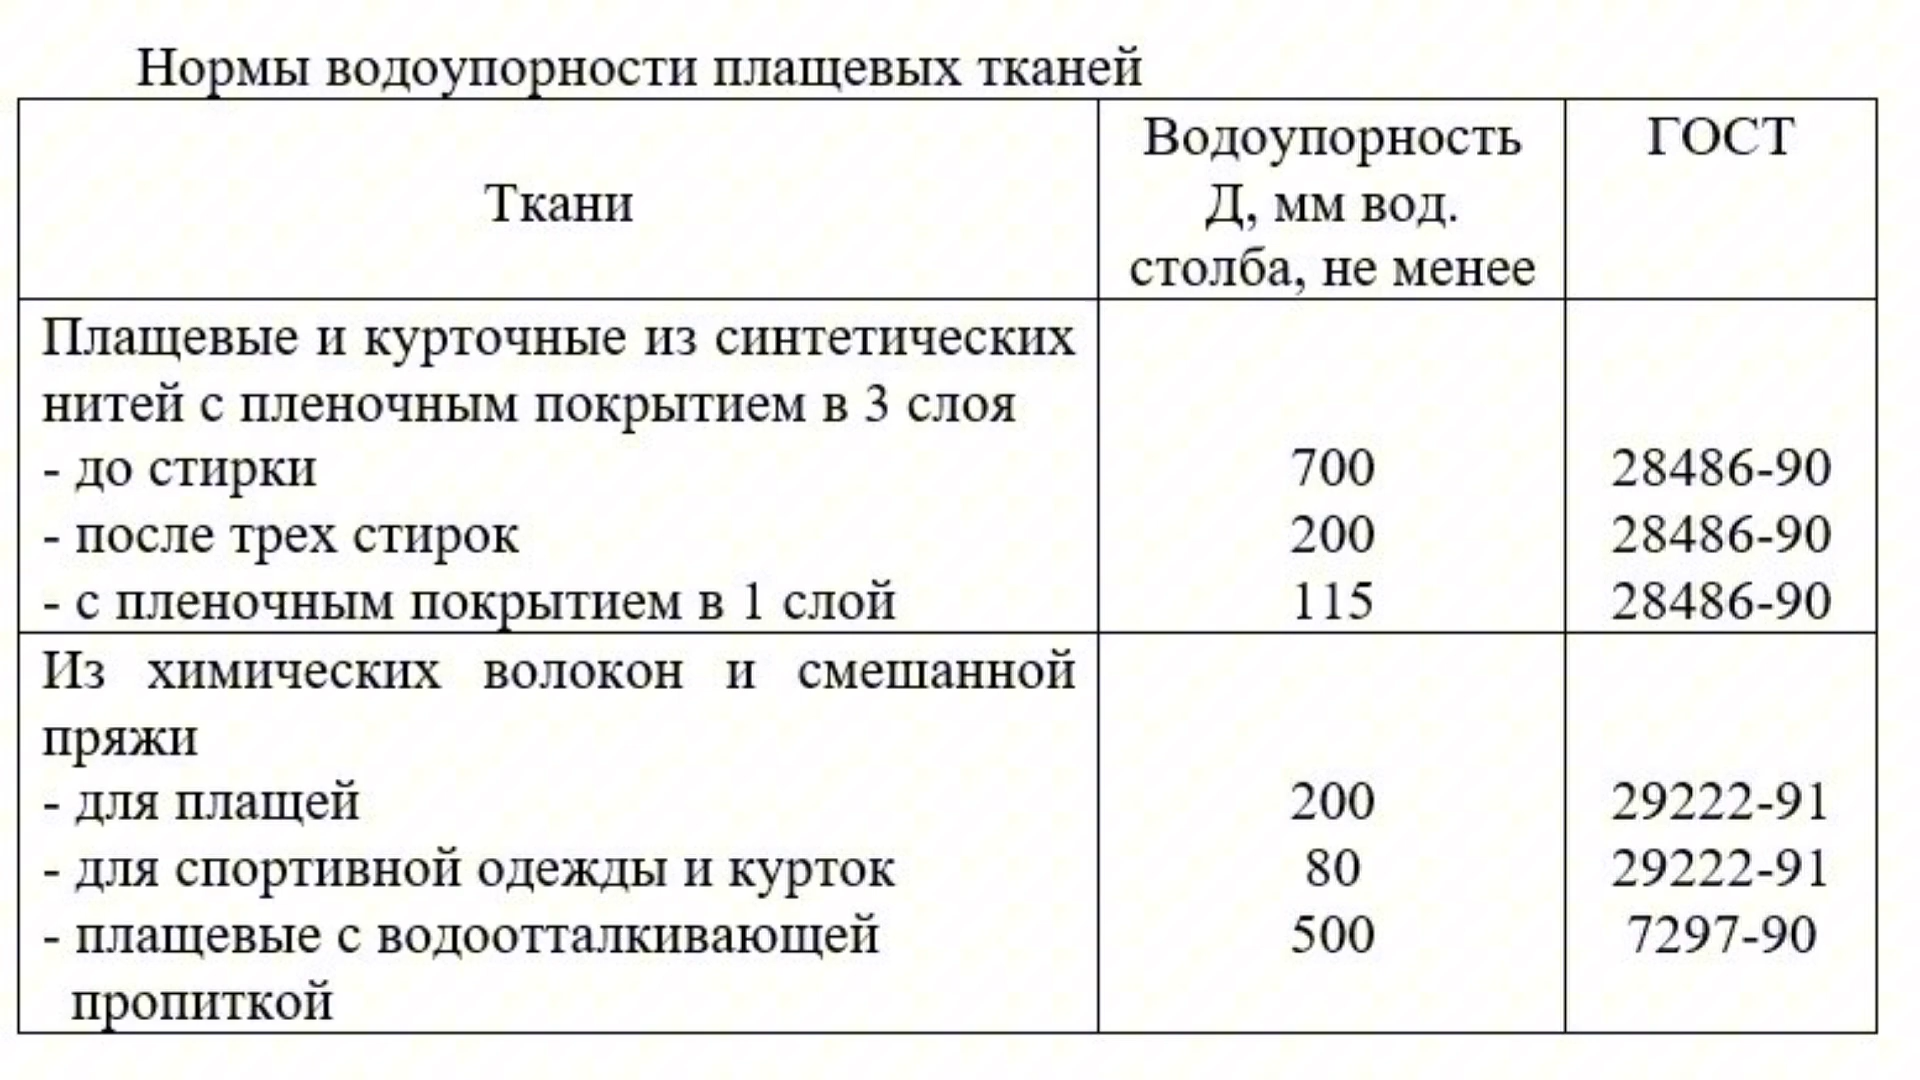 Нормы водоупорности плащевых тканей
Ткани
Водоупорность
Д, мм вод.
столба, не менее
ГОСТ
Плащевые и курточные из синтетических
нитей с пленочным покрытием в 3 слоя
- до стирки 700 28486-90
- после трех стирок 200 28486-90
- с пленочным покрытием в 1 слой 115 28486-90
Из химических волокон и смешанной
пряжи
- для плащей 200 29222-91
- для спортивной одежды и курток 80 29222-91
- плащевые с водоотталкивающей 500 7297-90
пропиткой